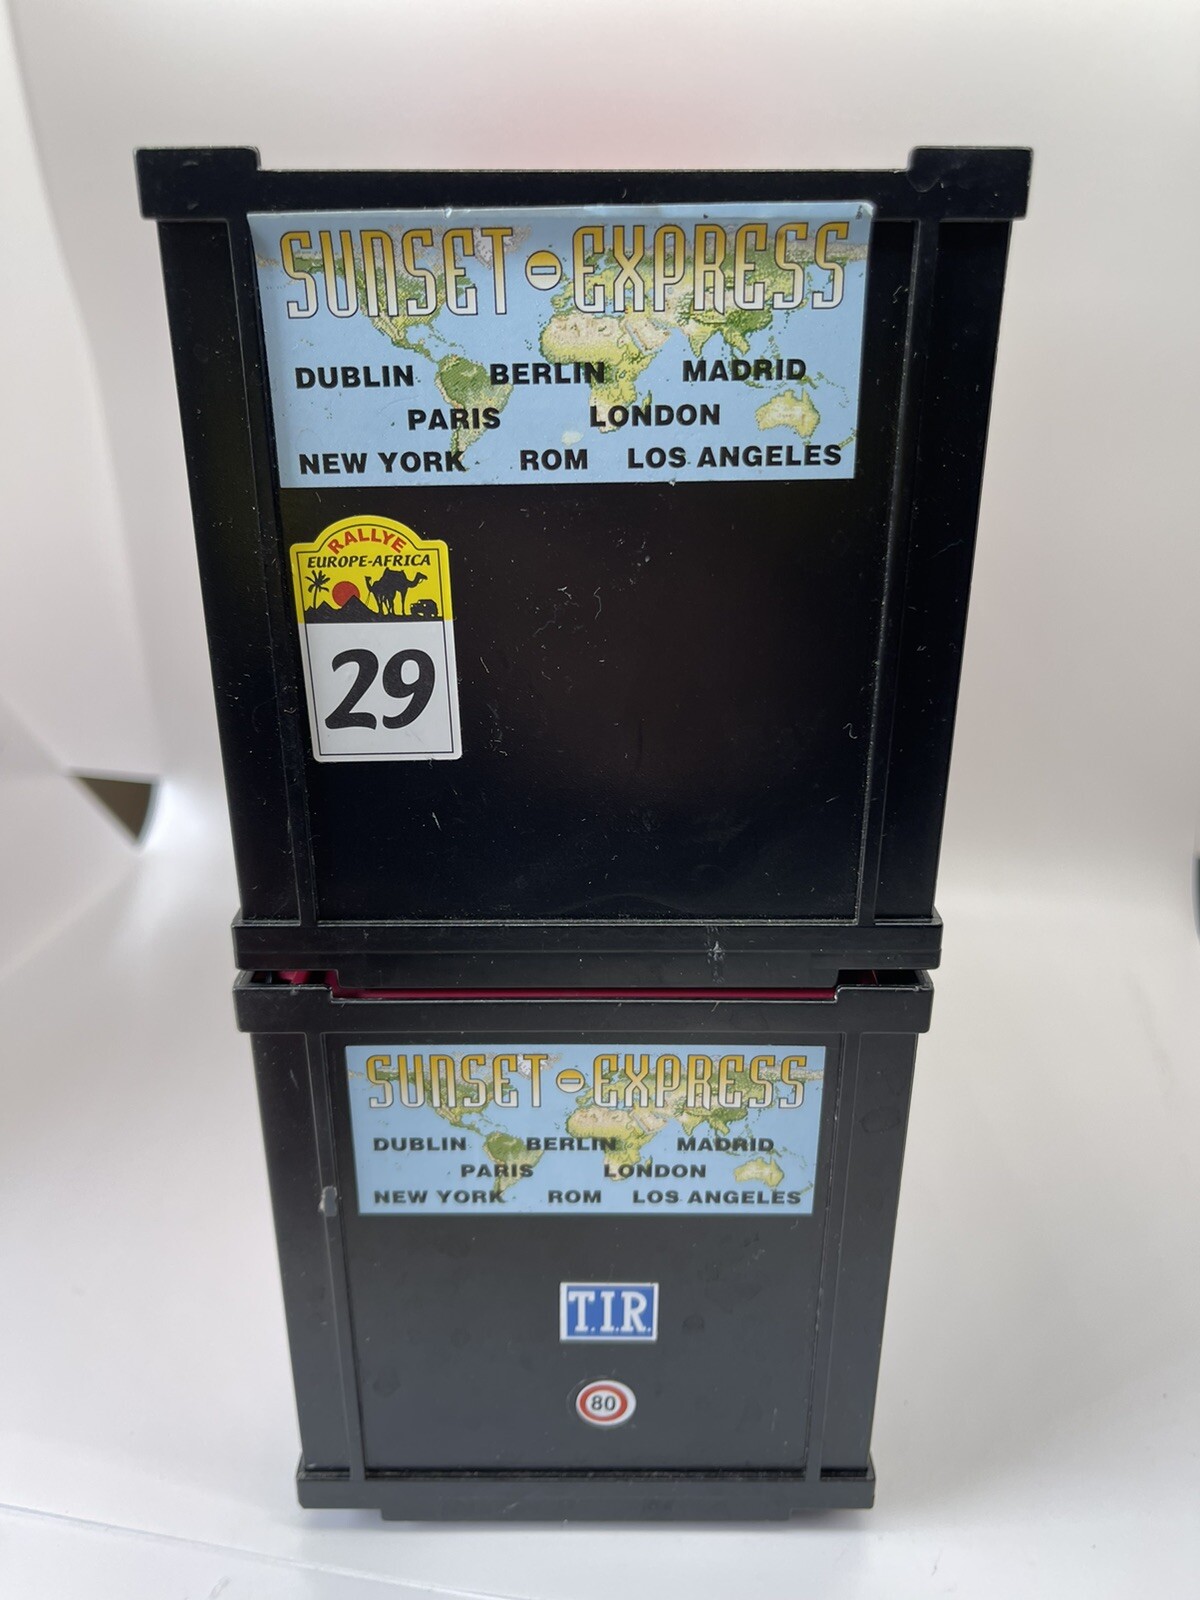 SUNSET EXPRESS
DUBLIN BERLIN MADRID
PARIS LONDON
NEW YORK ROM LOS ANGELES
RALLYE
EUROPE-AFRICA
29
SUNSET EXPRESS
DUBLIN BERLIN MADRID
PARIS LONDON
NEW YORK ROM LOS ANGELES
T.I.R.
80